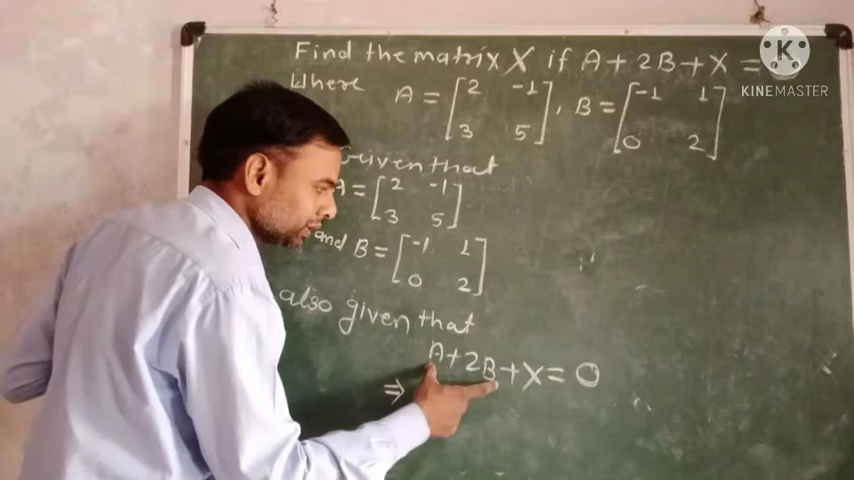 Find the matrix X if A + 2B + X =
Where A = [2 -1 3 5], B = [-1 1 0 2]
Given that
A = [2 -1 3 5]
and B = [-1 1 0 2]
also given that
A + 2B + X = 0
⇒
K
KINEMASTER